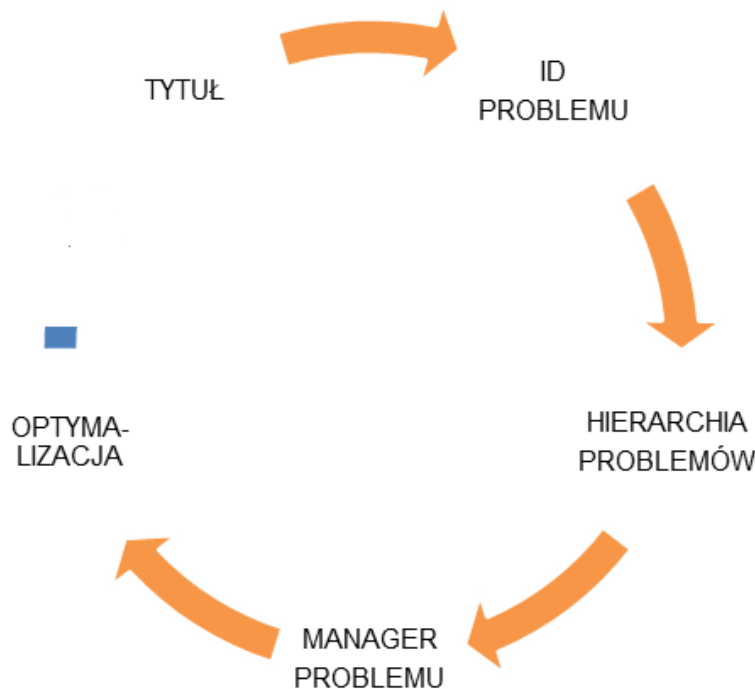 TYTUŁ
ID
PROBLEMU
HIERARCHIA
PROBLEMÓW
MANAGER
PROBLEMU
OPTYMA-
LIZACJA